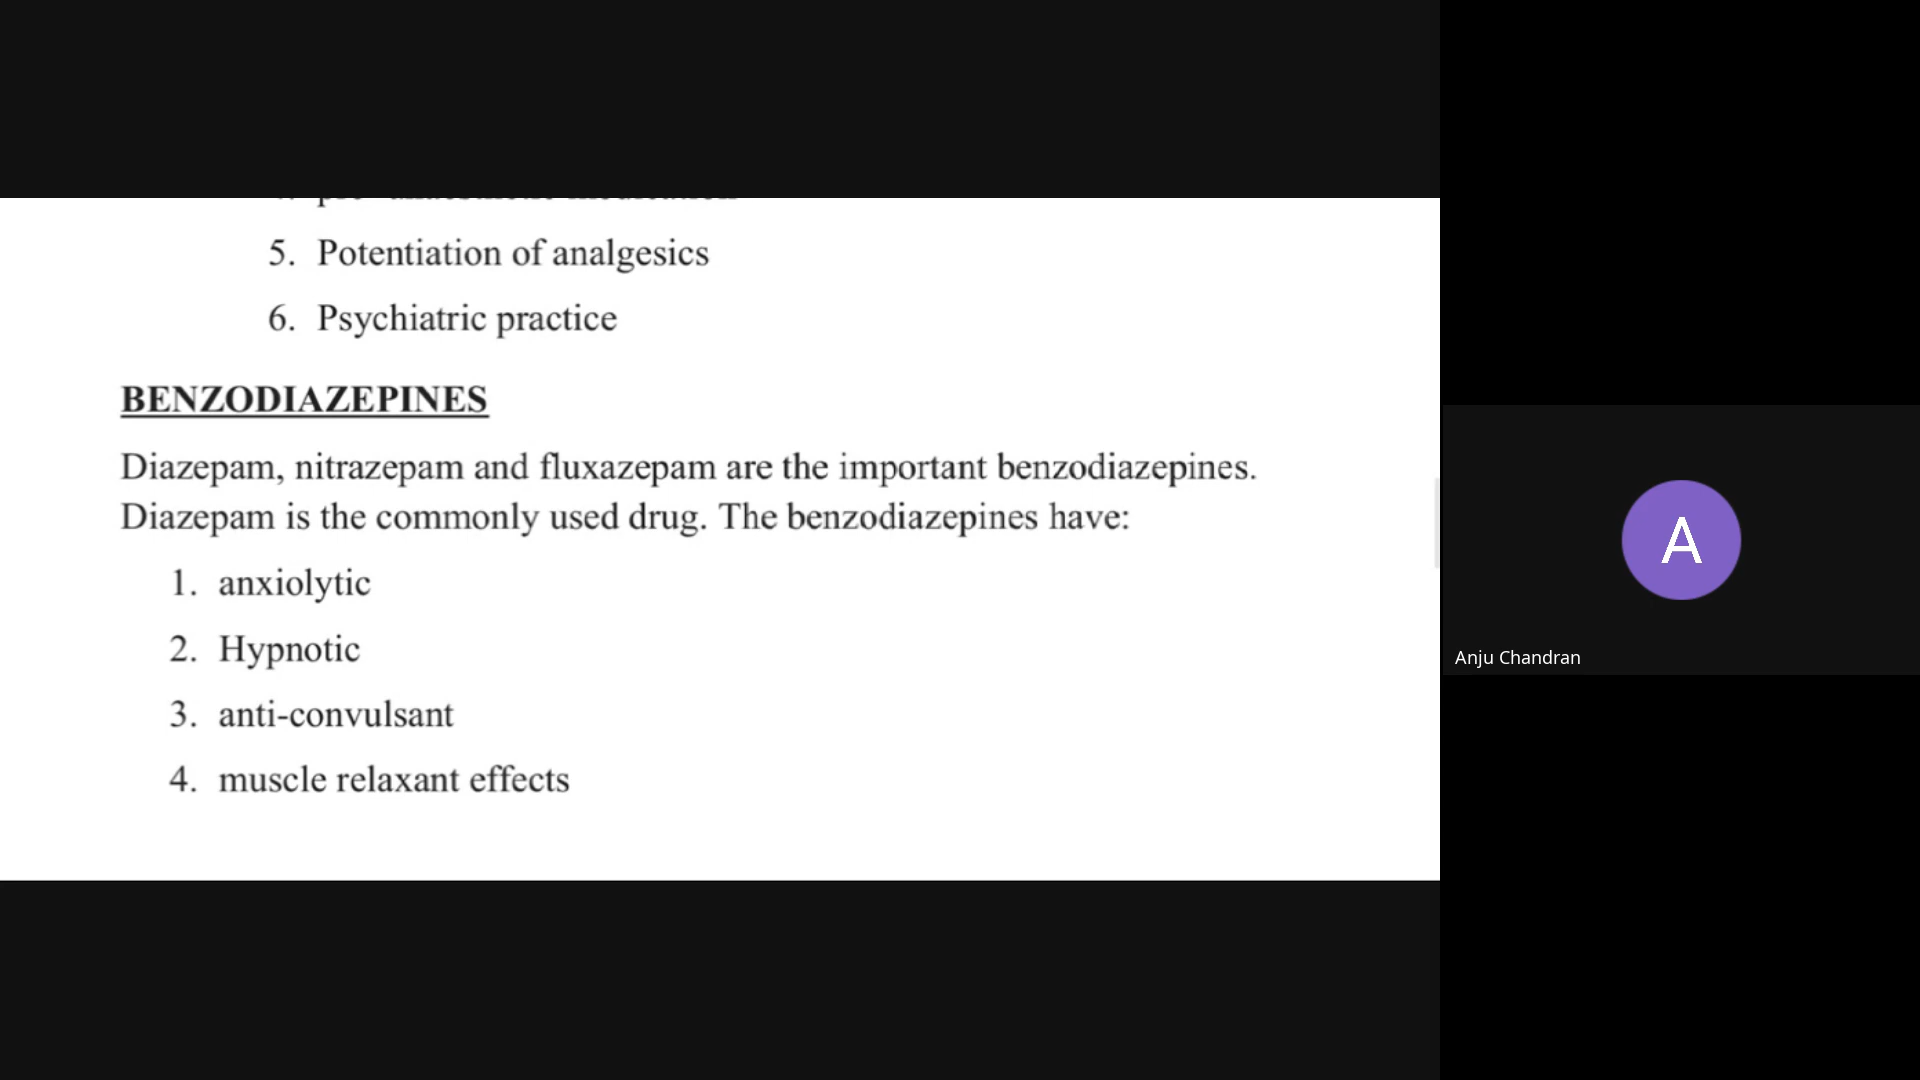 5. Potentiation of analgesics
6. Psychiatric practice
BENZODIAZEPINES
Diazepam, nitrazepam and fluxazepam are the important benzodiazepines.
Diazepam is the commonly used drug. The benzodiazepines have:
1. anxiolytic
2. Hypnotic
3. anti-convulsant
4. muscle relaxant effects
A
Anju Chandran